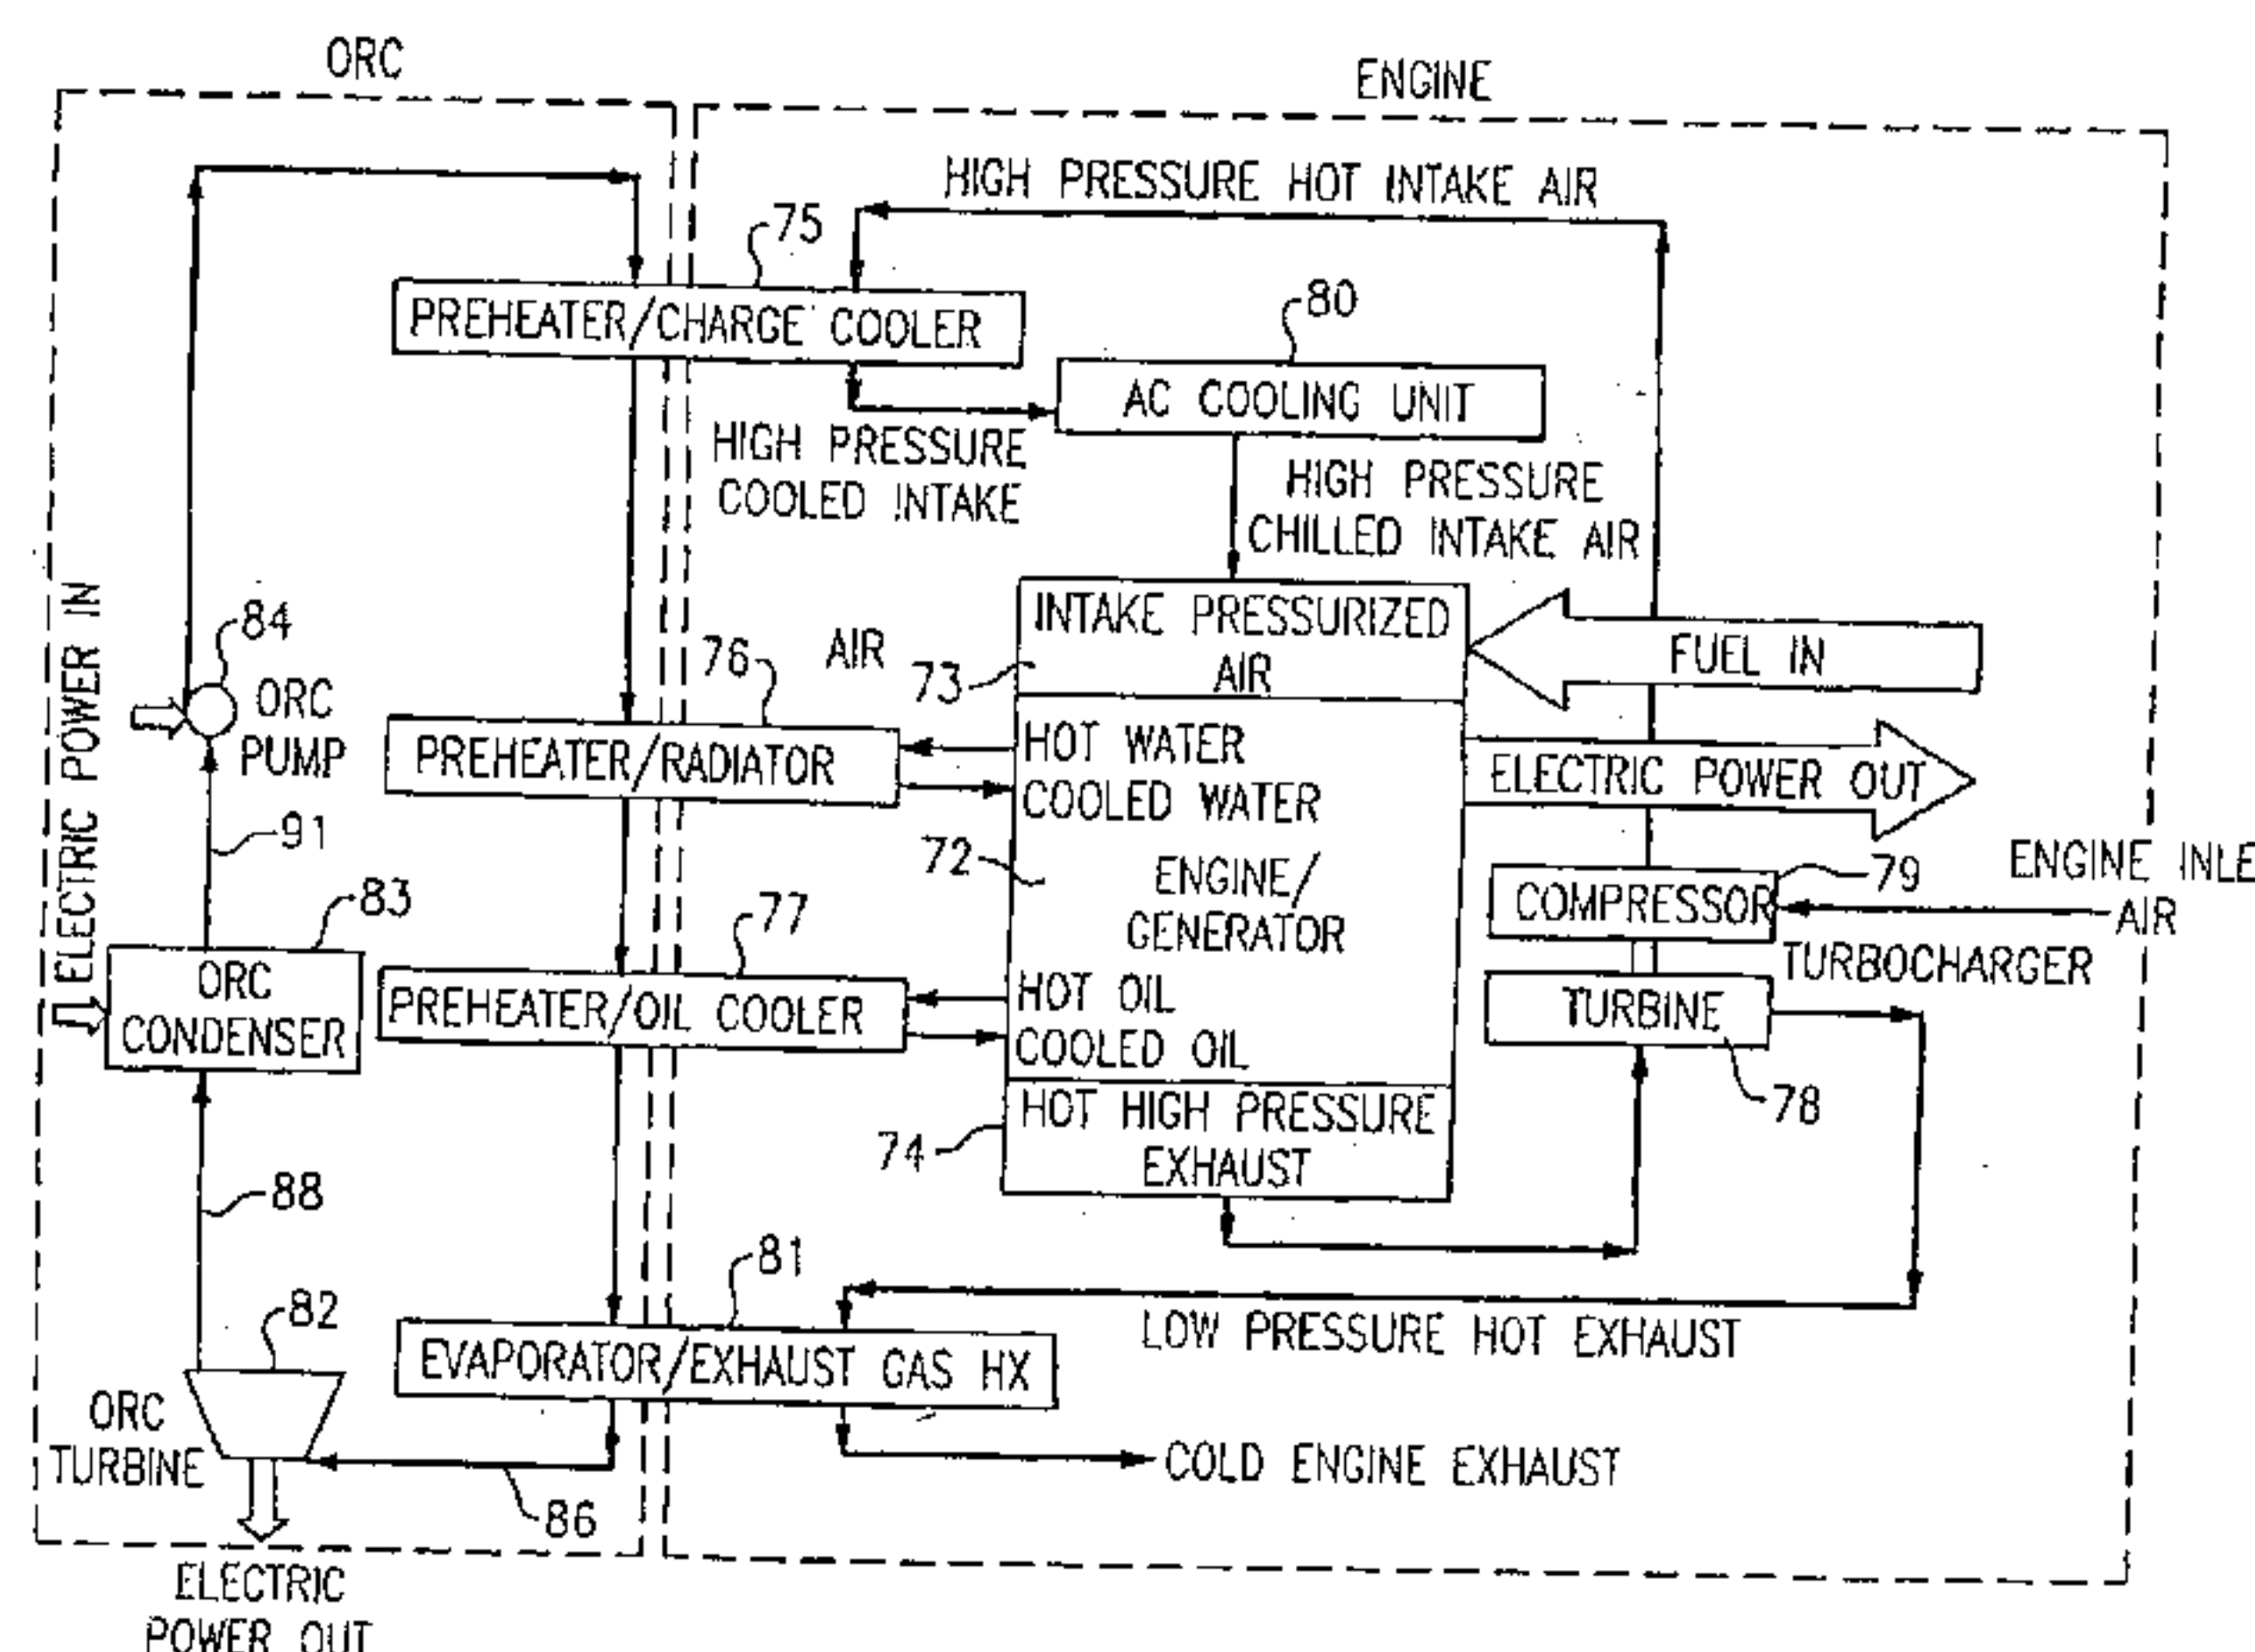 ORC
ENGINE
HIGH PRESSURE HOT INTAKE AIR
75
PREHEATER/CHARGE COOLER
80
AC COOLING UNIT
HIGH PRESSURE
COOLED INTAKE
HIGH PRESSURE
CHILLED INTAKE AIR
ELECTRIC POWER IN
84
ORC
PUMP
76
AIR
73
INTAKE PRESSURIZED
AIR
FUEL IN
PREHEATER/RADIATOR
HOT WATER
COOLED WATER
ELECTRIC POWER OUT
91
72
ENGINE/
GENERATOR
79
COMPRESSOR
ENGINE INLE
AIR
TURBOCHARGER
83
ORC
CONDENSER
77
PREHEATER/OIL COOLER
HOT OIL
COOLED OIL
TURBINE
78
74
HOT HIGH PRESSURE
EXHAUST
88
81
LOW PRESSURE HOT EXHAUST
82
EVAPORATOR/EXHAUST GAS HX
ORC
TURBINE
86
COLD ENGINE EXHAUST
ELECTRIC
POWER OUT